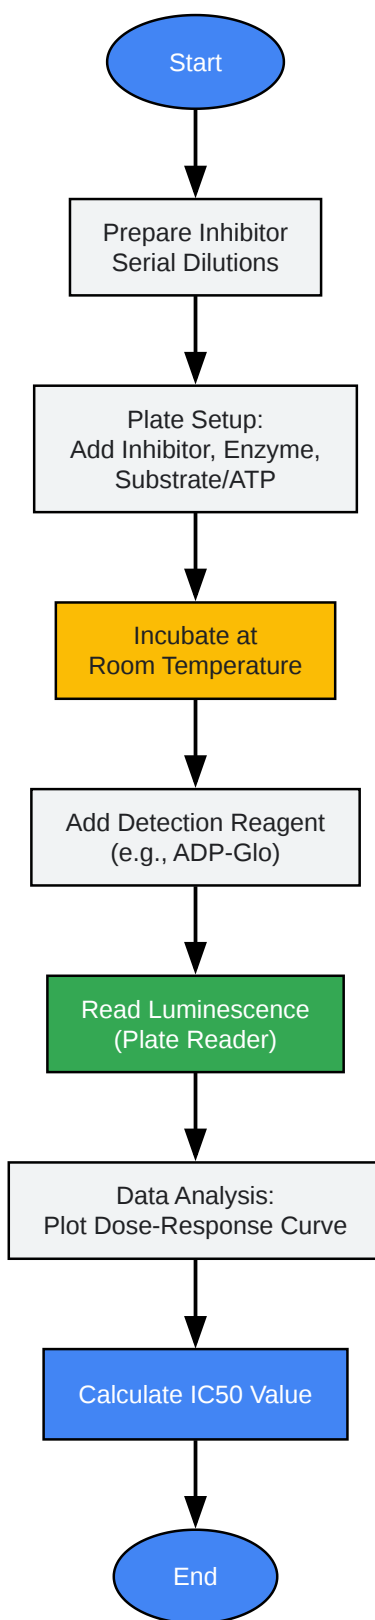 Start
Prepare Inhibitor
Serial Dilutions
Plate Setup:
Add Inhibitor, Enzyme,
Substrate/ATP
Incubate at
Room Temperature
Add Detection Reagent
(e.g., ADP-Glo)
Read Luminescence
(Plate Reader)
Data Analysis:
Plot Dose-Response Curve
Calculate IC50 Value
End